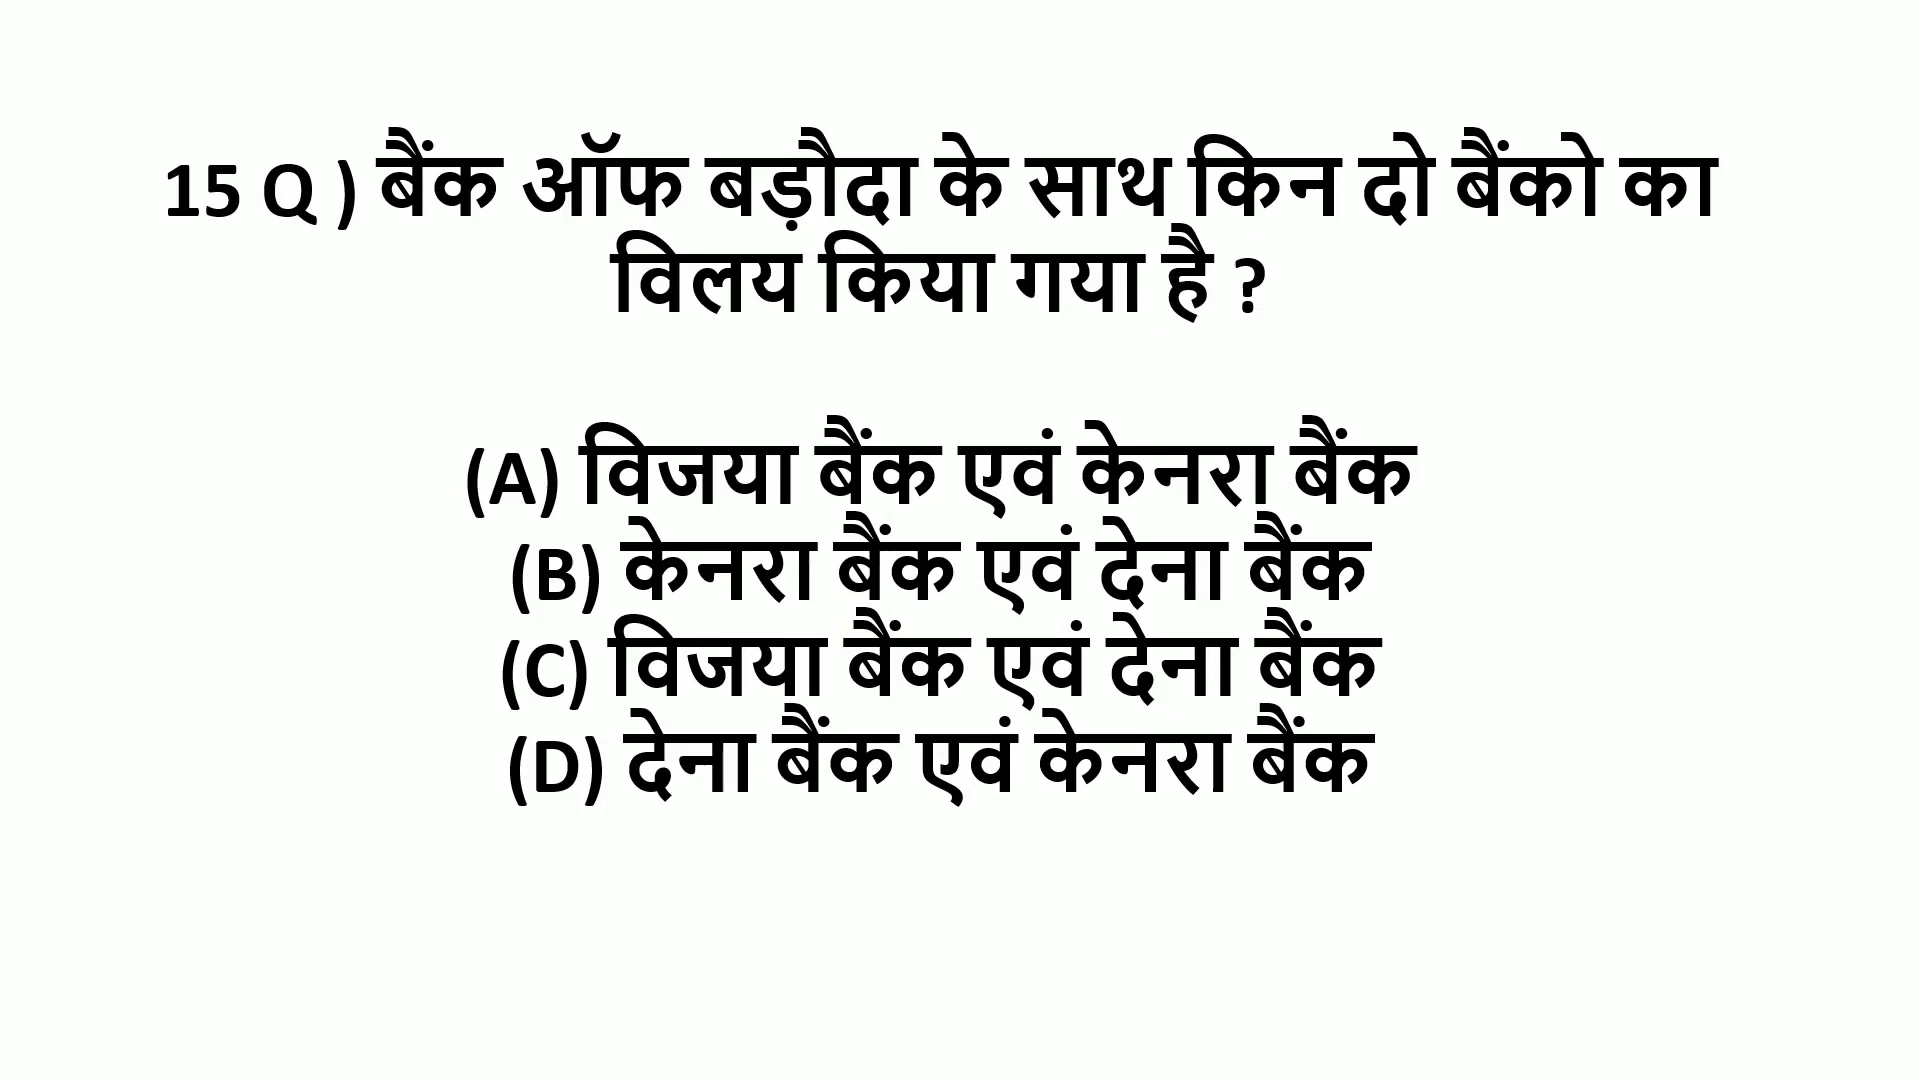 15 Q ) बैंक ऑफ बड़ौदा के साथ किन दो बैंको का
विलय किया गया है ?
(A) विजया बैंक एवं केनरा बैंक
(B) केनरा बैंक एवं देना बैंक
(C) विजया बैंक एवं देना बैंक
(D) देना बैंक एवं केनरा बैंक